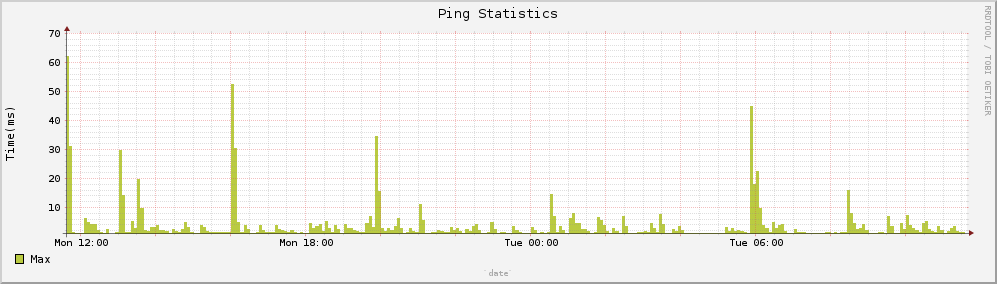 Ping Statistics
RRDTOOL / TOBI OETIKER
Time(ms)
70
60
50
40
30
20
10
Mon 12:00 Mon 18:00 Tue 00:00 Tue 06:00
Max
`date`